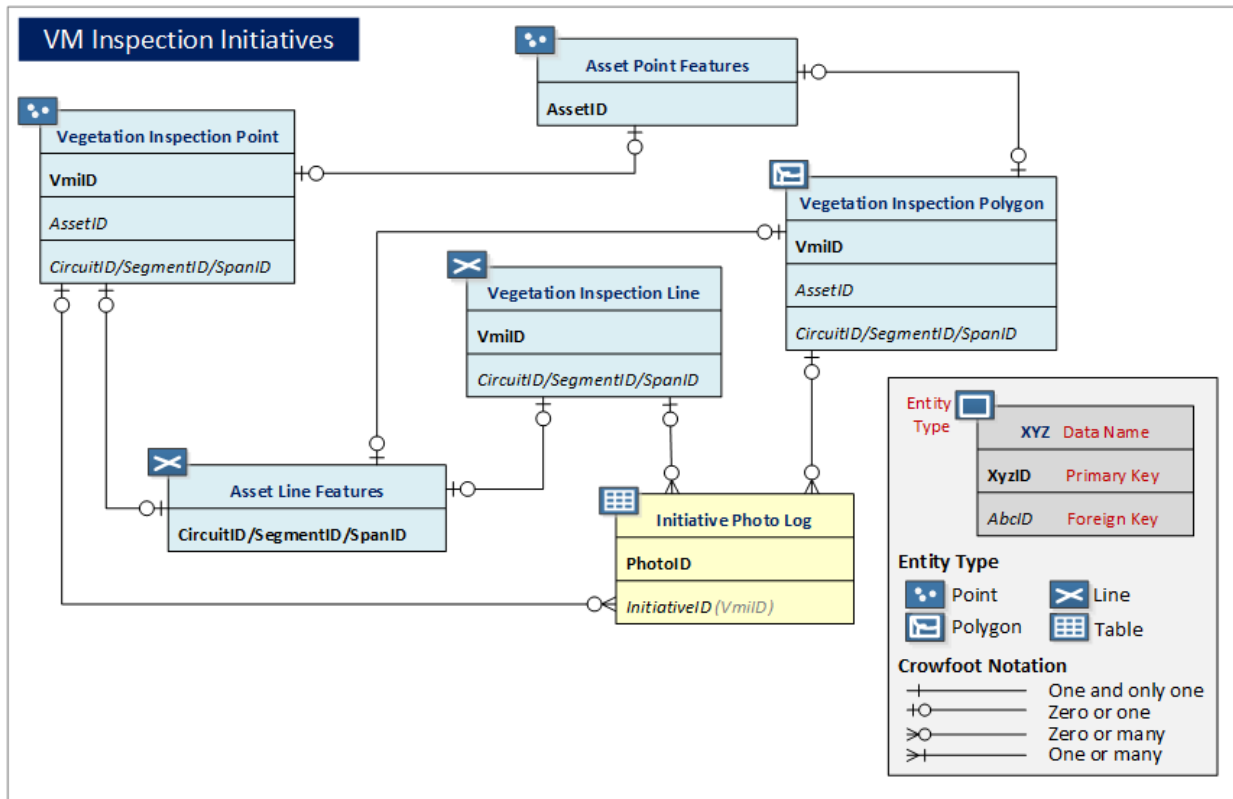 VM Inspection Initiatives
Asset Point Features
AssetID
Vegetation Inspection Point
VmiID
AssetID
CircuitID/SegmentID/SpanID
Vegetation Inspection Polygon
VmiID
AssetID
CircuitID/SegmentID/SpanID
Vegetation Inspection Line
VmiID
CircuitID/SegmentID/SpanID
Asset Line Features
CircuitID/SegmentID/SpanID
Initiative Photo Log
PhotoID
InitiativeID (VmiID)
Entity
Type
XYZ Data Name
XyzID Primary Key
AbcID Foreign Key
Entity Type
Point Line
Polygon Table
Crowfoot Notation
One and only one
Zero or one
Zero or many
One or many